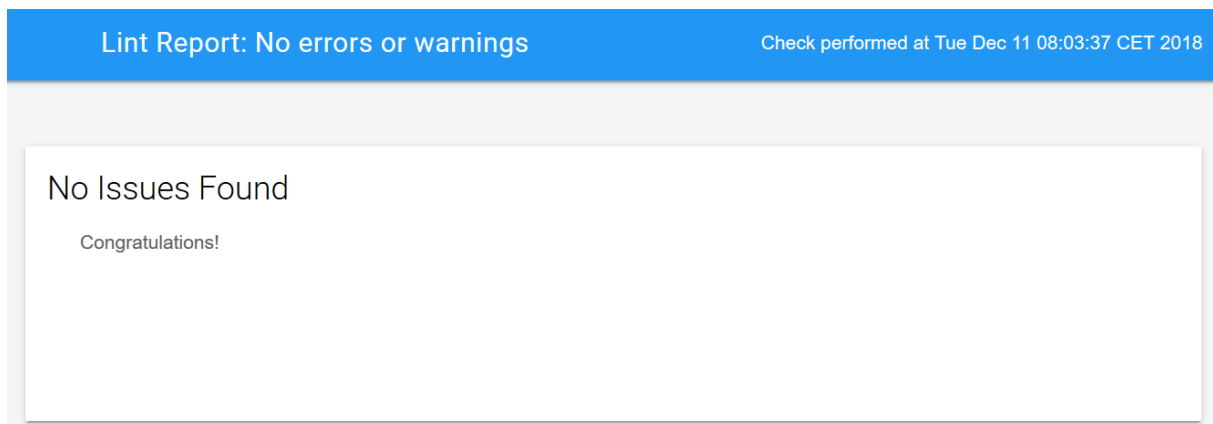 Lint Report: No errors or warnings
Check performed at Tue Dec 11 08:03:37 CET 2018
No Issues Found
Congratulations!